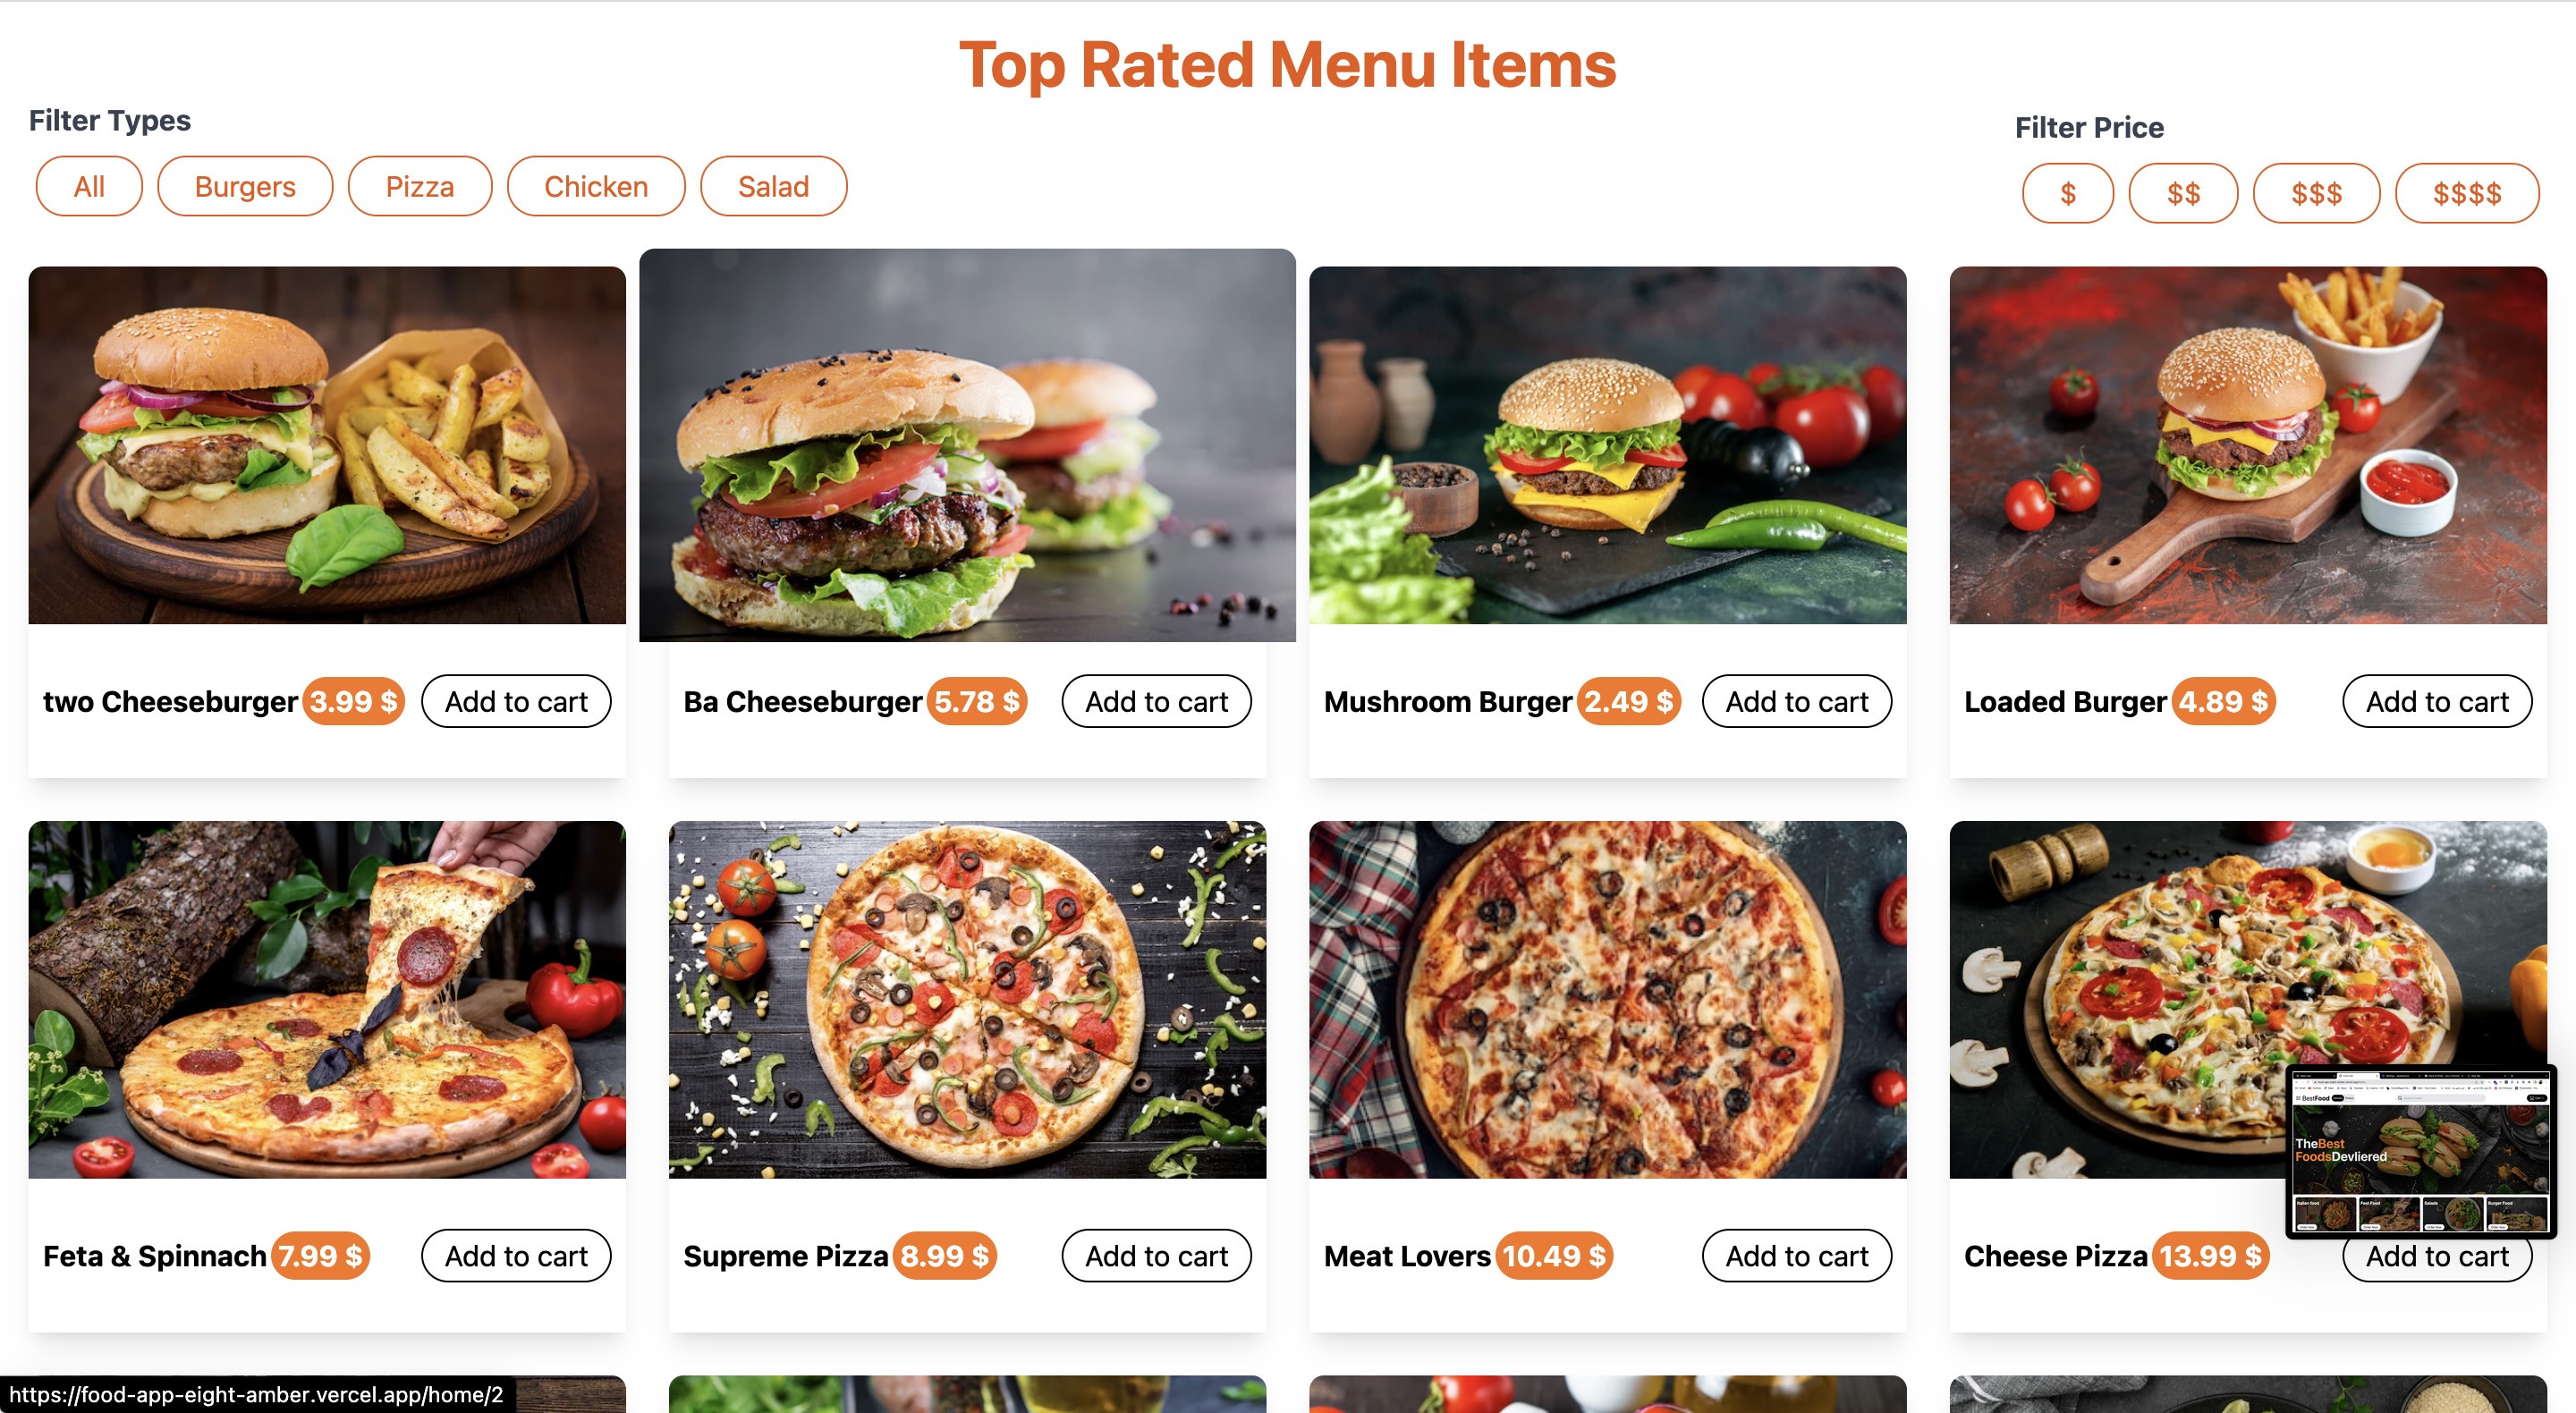 Top Rated Menu Items
Filter Types
Filter Price
All Burgers Pizza Chicken Salad
$ $$ $$$ $$$$
two Cheeseburger 3.99 $ Add to cart
Ba Cheeseburger 5.78 $ Add to cart
Mushroom Burger 2.49 $ Add to cart
Loaded Burger 4.89 $ Add to cart
BestFood
TheBest
FoodsDevliered
Feta & Spinnach 7.99 $ Add to cart
Supreme Pizza 8.99 $ Add to cart
Meat Lovers 10.49 $ Add to cart
Cheese Pizza 13.99 $ Add to cart
https://food-app-eight-amber.vercel.app/home/2